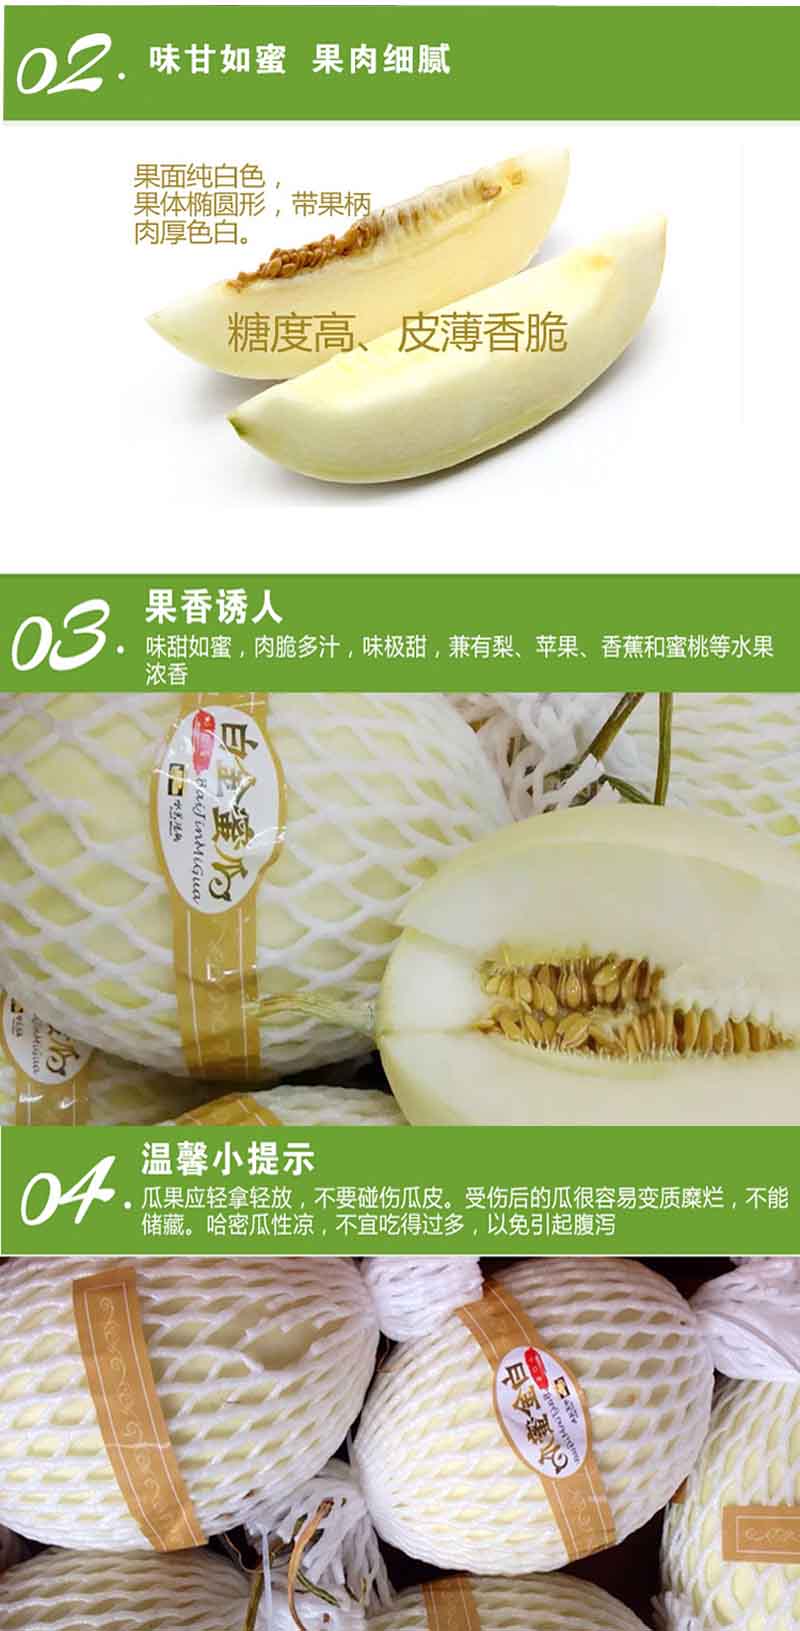 02.
味甘如蜜 果肉细腻
果面纯白色，
果体椭圆形，带果柄，
肉厚色白。
糖度高、皮薄香脆
03.
果香诱人
味甜如蜜，肉脆多汁，味极甜，兼有梨、苹果、香蕉和蜜桃等水果
浓香
白金蜜瓜
BaiJinMiGua
04.
温馨小提示
瓜果应轻拿轻放，不要碰伤瓜皮。受伤后的瓜很容易变质糜烂，不能
储藏。哈密瓜性凉，不宜吃得过多，以免引起腹泻
白金蜜瓜